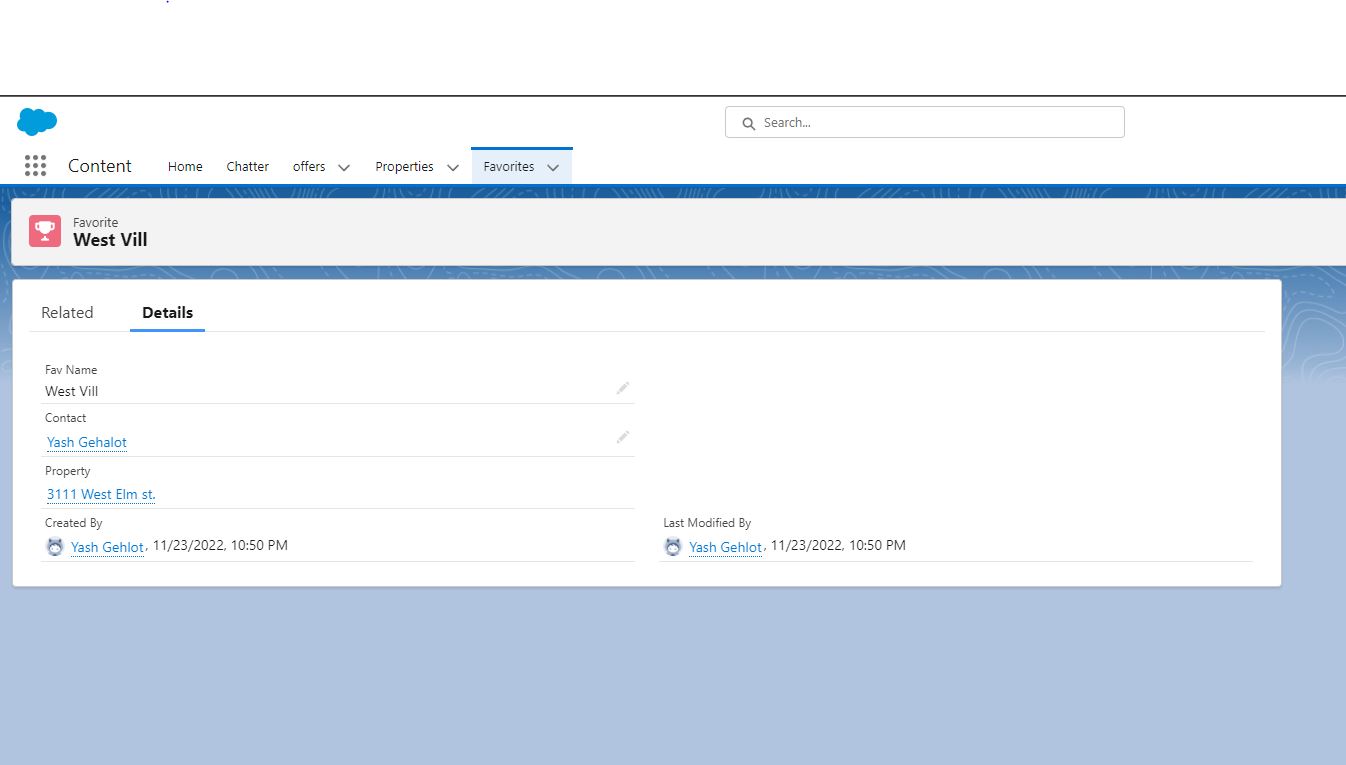 Search...
Content Home Chatter offers Properties Favorites
Favorite
West Vill
Related Details
Fav Name
West Vill
Contact
Yash Gehalot
Property
3111 West Elm st.
Created By Last Modified By
Yash Gehlot, 11/23/2022, 10:50 PM Yash Gehlot, 11/23/2022, 10:50 PM